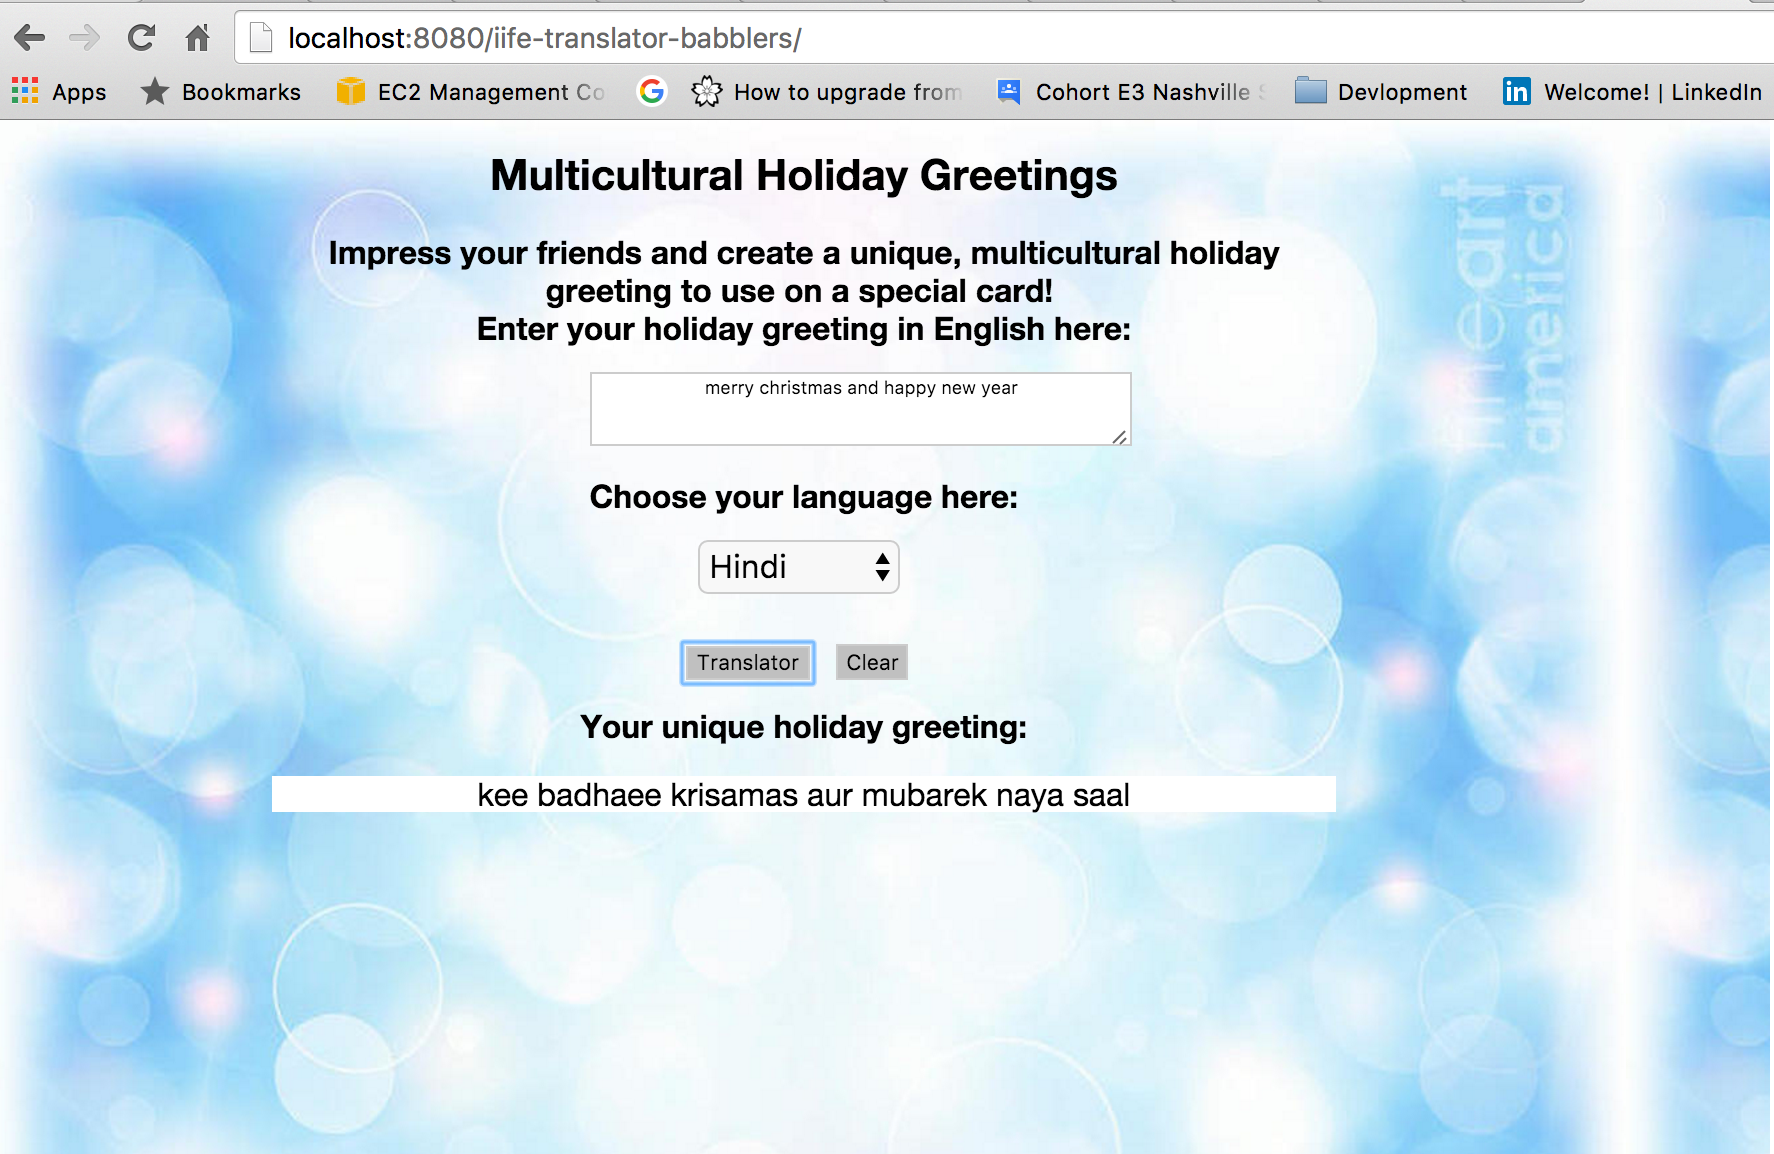 localhost:8080/iife-translator-babblers/
Apps Bookmarks EC2 Management Co How to upgrade from Cohort E3 Nashville Devlopment Welcome! | LinkedIn
Multicultural Holiday Greetings
Impress your friends and create a unique, multicultural holiday
greeting to use on a special card!
Enter your holiday greeting in English here:
merry christmas and happy new year
Choose your language here:
Hindi
Translator Clear
Your unique holiday greeting:
kee badhaee krisamas aur mubarek naya saal
fineart
america